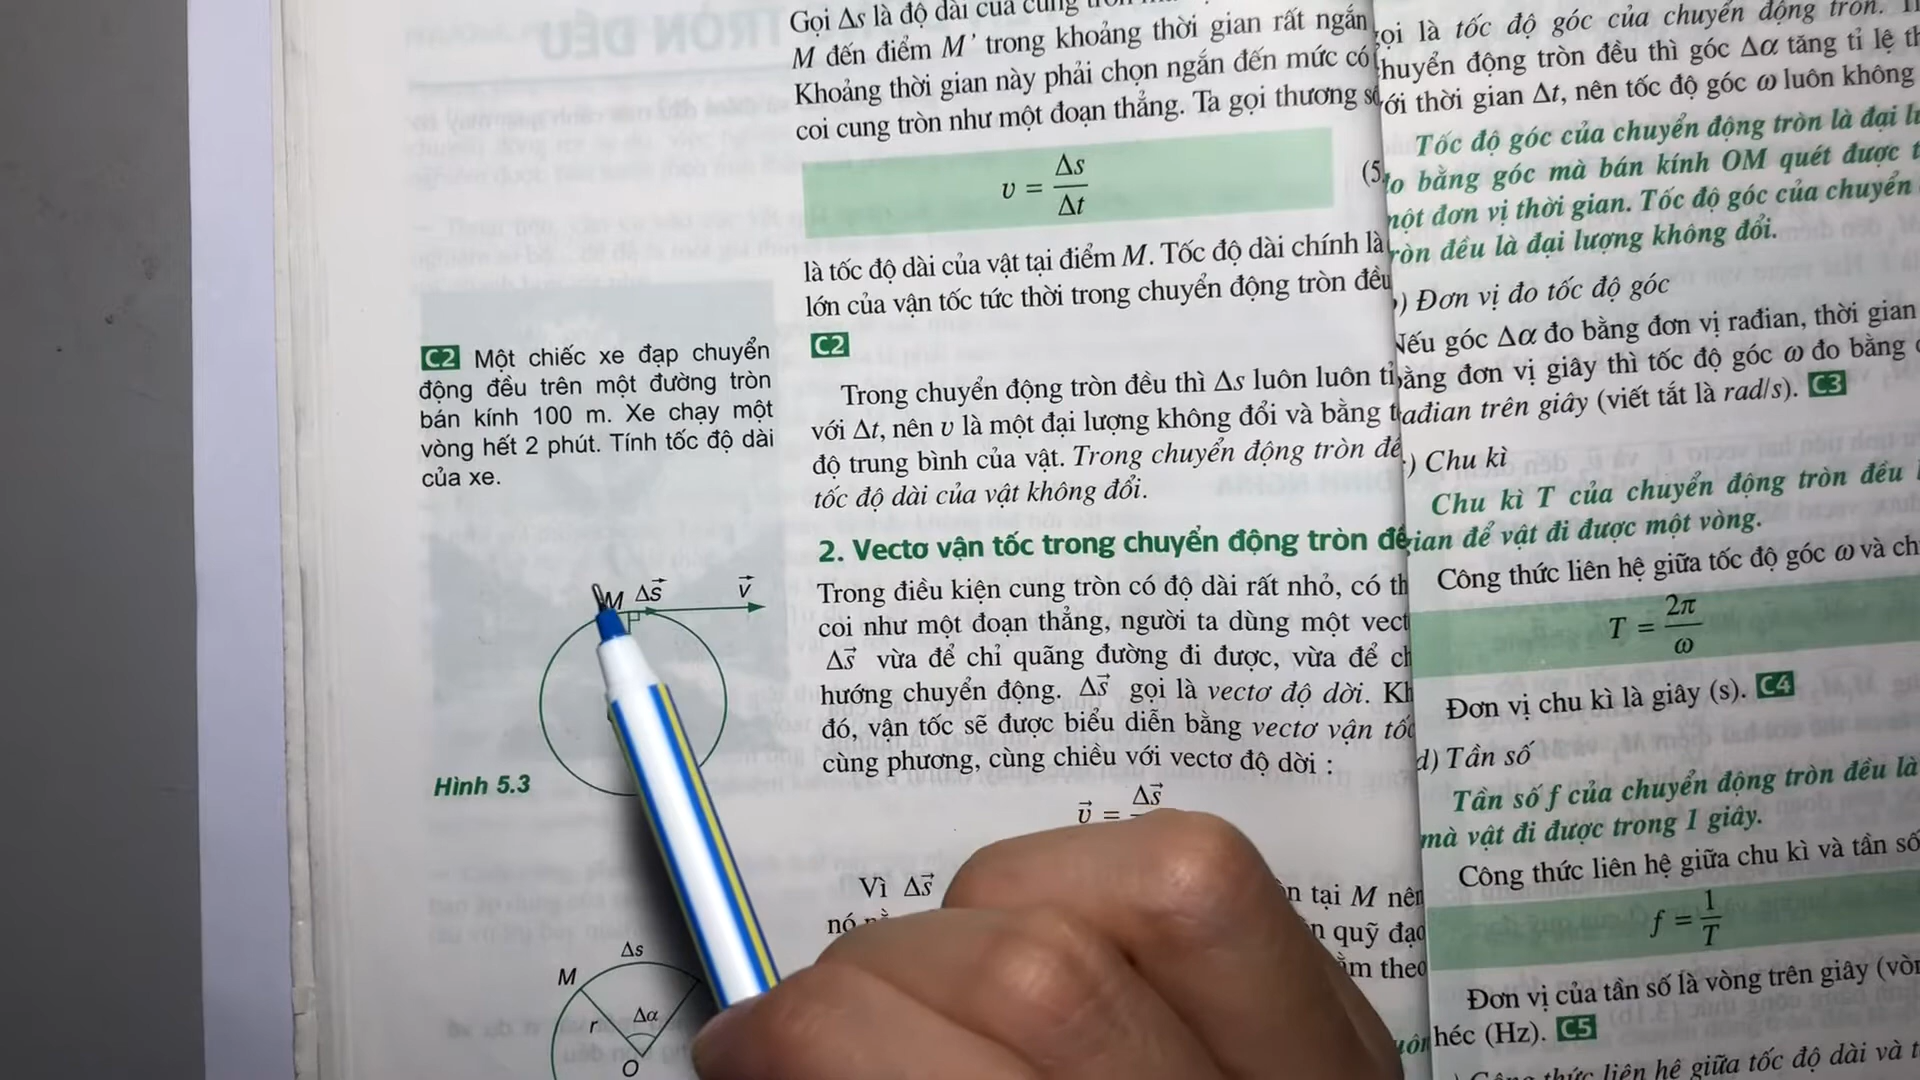 Gọi Δs là độ dài của cung
M đến điểm M’ trong khoảng thời gian rất ngắn
Khoảng thời gian này phải chọn ngắn đến mức có
coi cung tròn như một đoạn thẳng. Ta gọi thương số
v = Δs/Δt
(5.
là tốc độ dài của vật tại điểm M. Tốc độ dài chính là
lớn của vận tốc tức thời trong chuyển động tròn đều
C2
Trong chuyển động tròn đều thì Δs luôn luôn tỉ
với Δt, nên v là một đại lượng không đổi và bằng
độ trung bình của vật. Trong chuyển động tròn
tốc độ dài của vật không đổi.
2. Vectơ vận tốc trong chuyển động tròn
Trong điều kiện cung tròn có độ dài rất nhỏ, có
coi như một đoạn thẳng, người ta dùng một
Δs⃗ vừa để chỉ quãng đường đi được, vừa để
hướng chuyển động. Δs⃗ gọi là vectơ độ dời.
đó, vận tốc sẽ được biểu diễn bằng vectơ vận
cùng phương, cùng chiều với vectơ độ dời :
v⃗ = Δs⃗
Vì Δs⃗
tại M
nó
quỹ đạo
theo
C2 Một chiếc xe đạp chuyển
động đều trên một đường tròn
bán kính 100 m. Xe chạy một
vòng hết 2 phút. Tính tốc độ dài
của xe.
M Δs⃗ v⃗
Hình 5.3
Δs
M
r Δα
O
là tốc độ góc của chuyển động tròn.
chuyển động tròn đều thì góc Δα tăng tỉ lệ
với thời gian Δt, nên tốc độ góc ω luôn không
Tốc độ góc của chuyển động tròn là đại
đo bằng góc mà bán kính OM quét được
một đơn vị thời gian. Tốc độ góc của chuyển
tròn đều là đại lượng không đổi.
) Đơn vị đo tốc độ góc
Nếu góc Δα đo bằng đơn vị rađian, thời gian
bằng đơn vị giây thì tốc độ góc ω đo bằng
rađian trên giây (viết tắt là rad/s). C3
) Chu kì
Chu kì T của chuyển động tròn đều
gian để vật đi được một vòng.
Công thức liên hệ giữa tốc độ góc ω và
T = 2π/ω
Đơn vị chu kì là giây (s). C4
d) Tần số
Tần số f của chuyển động tròn đều là
mà vật đi được trong 1 giây.
Công thức liên hệ giữa chu kì và tần số
f = 1/T
Đơn vị của tần số là vòng trên giây
héc (Hz). C5
thức liên hệ giữa tốc độ dài và